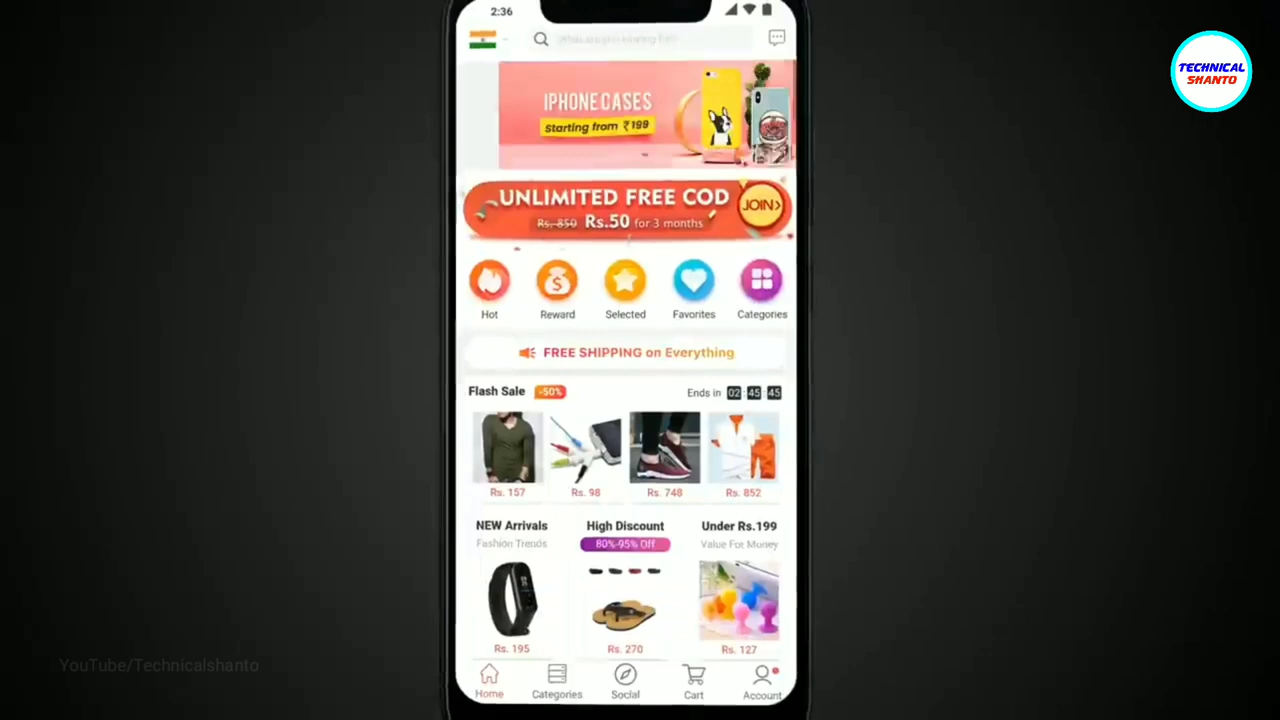 2:36
TECHNICAL
SHANTO
IPHONE CASES
Starting from ₹199
UNLIMITED FREE COD
Rs. 850 Rs.50 for 3 months
JOIN>
Hot Reward Selected Favorites Categories
FREE SHIPPING on Everything
Flash Sale -50% Ends in 02 45 45
Rs. 157 Rs. 98 Rs. 748 Rs. 852
NEW Arrivals High Discount Under Rs.199
Fashion Trends 80%-95% Off Value For Money
Rs. 195 Rs. 270 Rs. 127
YouTube/Technicalshanto
Home Categories Social Cart Account